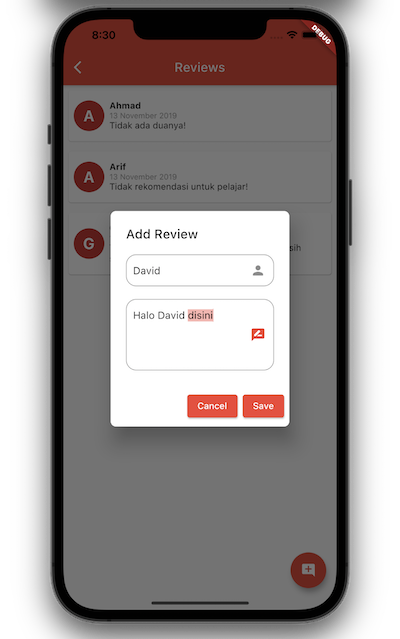 8:30
DEBUG
Reviews
A
Ahmad
13 November 2019
Tidak ada duanya!
A
Arif
13 November 2019
Tidak rekomendasi untuk pelajar!
G
sih
Add Review
David
Halo David disini
Cancel
Save